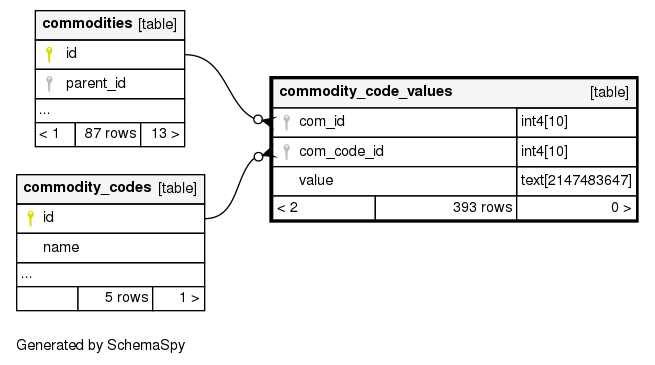 commodities [table]
id
parent_id
...
< 1 87 rows 13 >
commodity_code_values [table]
com_id int4[10]
com_code_id int4[10]
value text[2147483647]
< 2 393 rows 0 >
commodity_codes [table]
id
name
...
5 rows 1 >
Generated by SchemaSpy